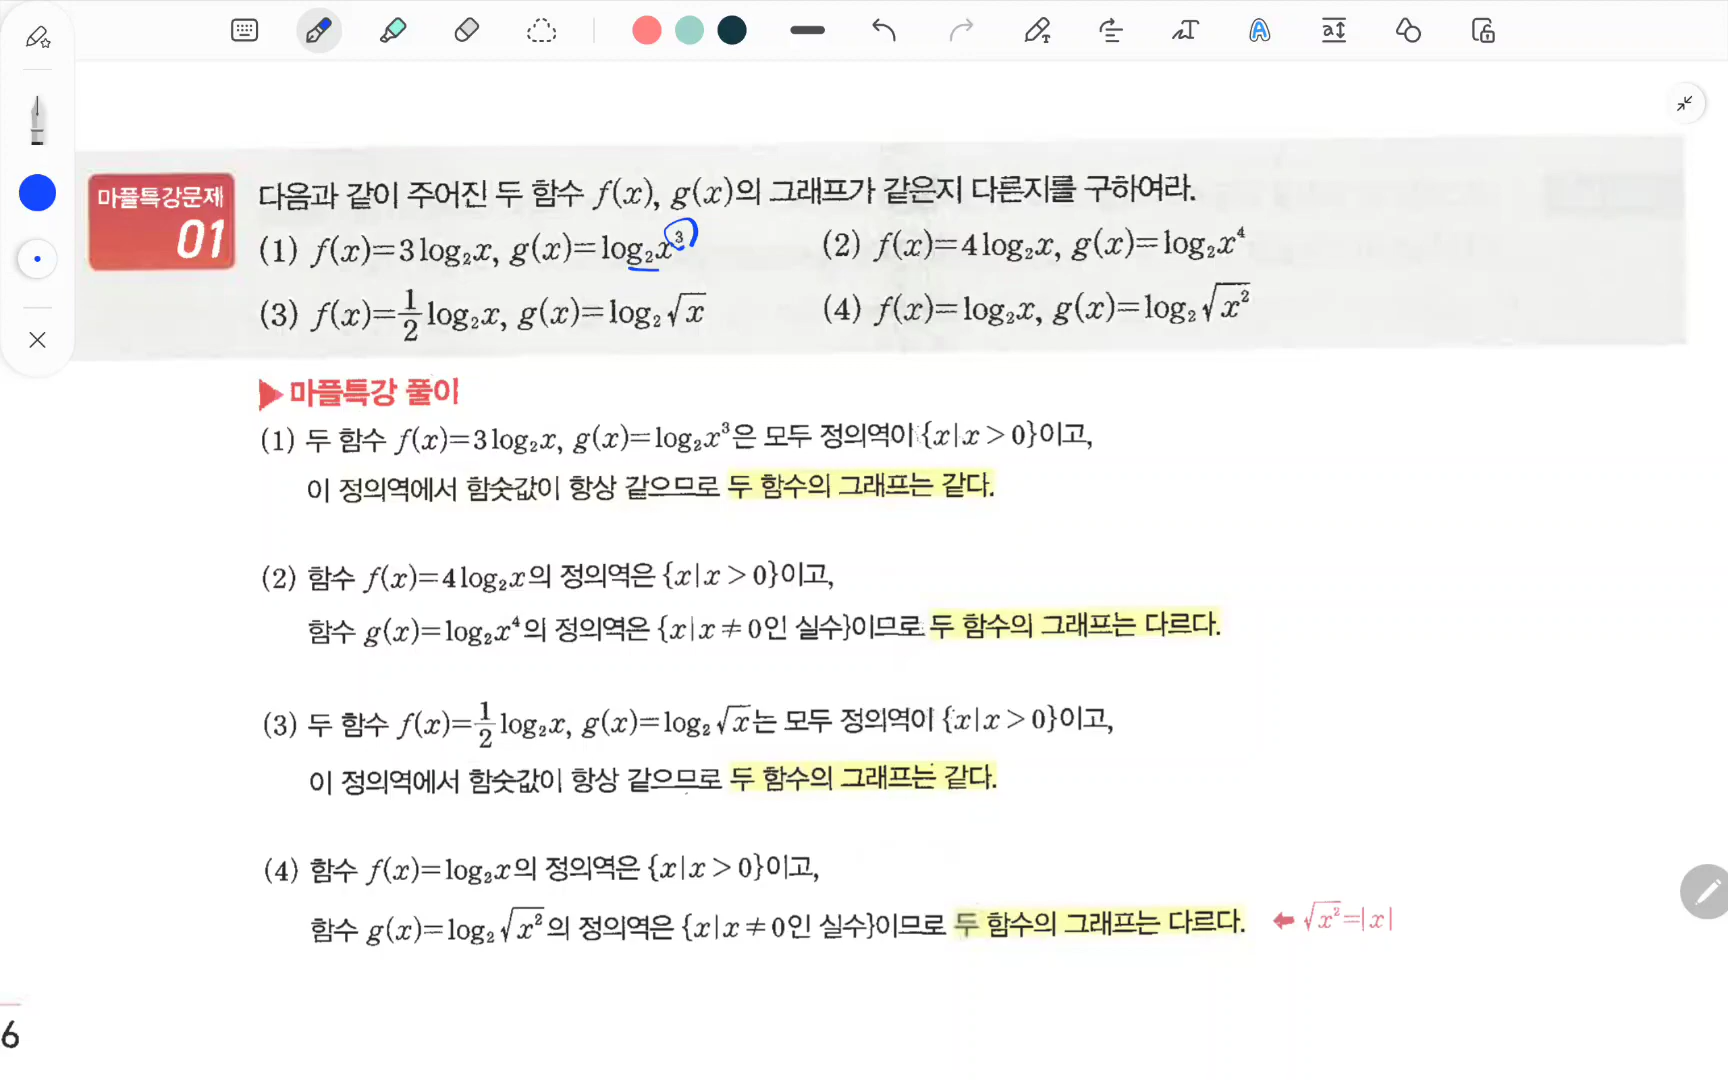 마플특강문제
01
다음과 같이 주어진 두 함수 f(x), g(x)의 그래프가 같은지 다른지를 구하여라.
(1) f(x)=3log₂x, g(x)=log₂x³
(2) f(x)=4log₂x, g(x)=log₂x⁴
(3) f(x)=1/2 log₂x, g(x)=log₂√x
(4) f(x)=log₂x, g(x)=log₂√x²
▶ 마플특강 풀이
(1) 두 함수 f(x)=3log₂x, g(x)=log₂x³은 모두 정의역이 {x|x>0}이고,
이 정의역에서 함숫값이 항상 같으므로 두 함수의 그래프는 같다.
(2) 함수 f(x)=4log₂x의 정의역은 {x|x>0}이고,
함수 g(x)=log₂x⁴의 정의역은 {x|x≠0인 실수}이므로 두 함수의 그래프는 다르다.
(3) 두 함수 f(x)=1/2 log₂x, g(x)=log₂√x는 모두 정의역이 {x|x>0}이고,
이 정의역에서 함숫값이 항상 같으므로 두 함수의 그래프는 같다.
(4) 함수 f(x)=log₂x의 정의역은 {x|x>0}이고,
함수 g(x)=log₂√x²의 정의역은 {x|x≠0인 실수}이므로 두 함수의 그래프는 다르다. ← √x²=|x|
6